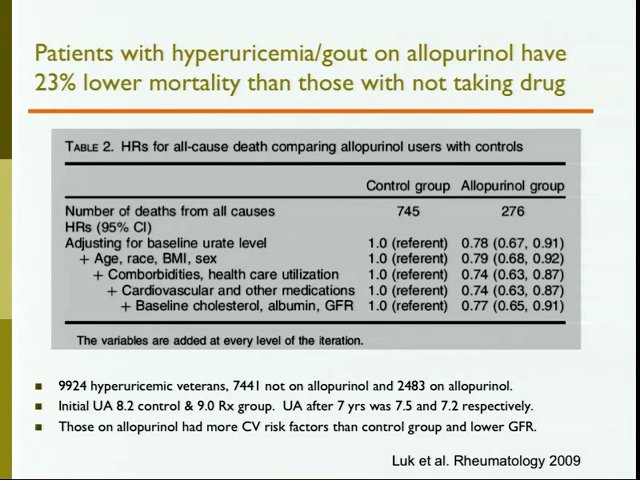 Patients with hyperuricemia/gout on allopurinol have
23% lower mortality than those with not taking drug
TABLE 2. HRs for all-cause death comparing allopurinol users with controls
Control group Allopurinol group
Number of deaths from all causes 745 276
HRs (95% CI)
Adjusting for baseline urate level 1.0 (referent) 0.78 (0.67, 0.91)
+ Age, race, BMI, sex 1.0 (referent) 0.79 (0.68, 0.92)
+ Comborbidities, health care utilization 1.0 (referent) 0.74 (0.63, 0.87)
+ Cardiovascular and other medications 1.0 (referent) 0.74 (0.63, 0.87)
+ Baseline cholesterol, albumin, GFR 1.0 (referent) 0.77 (0.65, 0.91)
The variables are added at every level of the iteration.
■ 9924 hyperuricemic veterans, 7441 not on allopurinol and 2483 on allopurinol.
■ Initial UA 8.2 control & 9.0 Rx group. UA after 7 yrs was 7.5 and 7.2 respectively.
■ Those on allopurinol had more CV risk factors than control group and lower GFR.
Luk et al. Rheumatology 2009